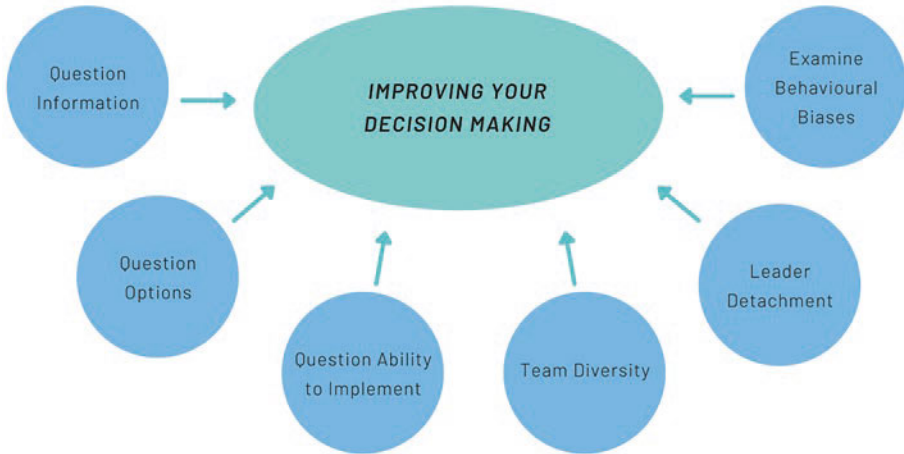 IMPROVING YOUR
DECISION MAKING
Question
Information
Question
Options
Question Ability
to Implement
Team Diversity
Leader
Detachment
Examine
Behavioural
Biases